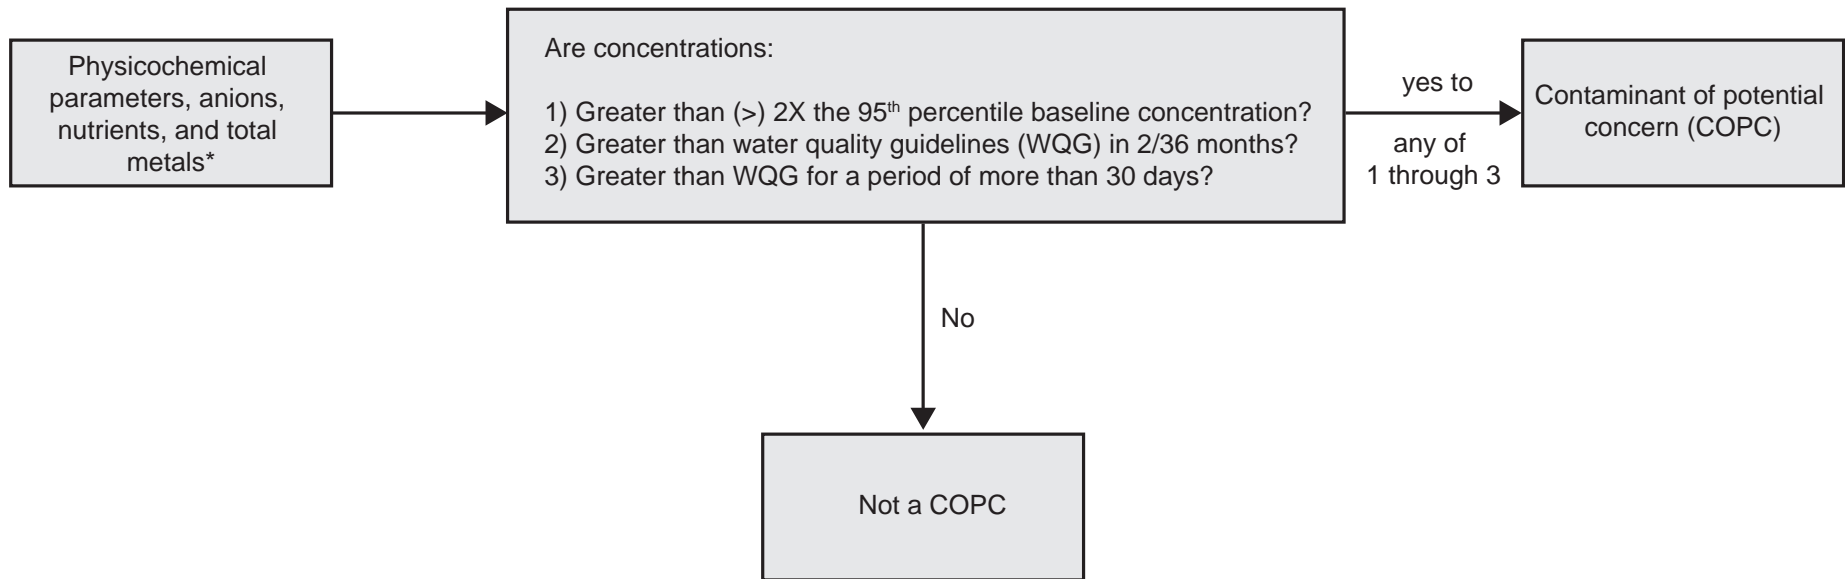 Physicochemical
parameters, anions,
nutrients, and total
metals*
Are concentrations:
1) Greater than (>) 2X the 95th percentile baseline concentration?
2) Greater than water quality guidelines (WQG) in 2/36 months?
3) Greater than WQG for a period of more than 30 days?
yes to
any of
1 through 3
Contaminant of potential
concern (COPC)
No
Not a COPC